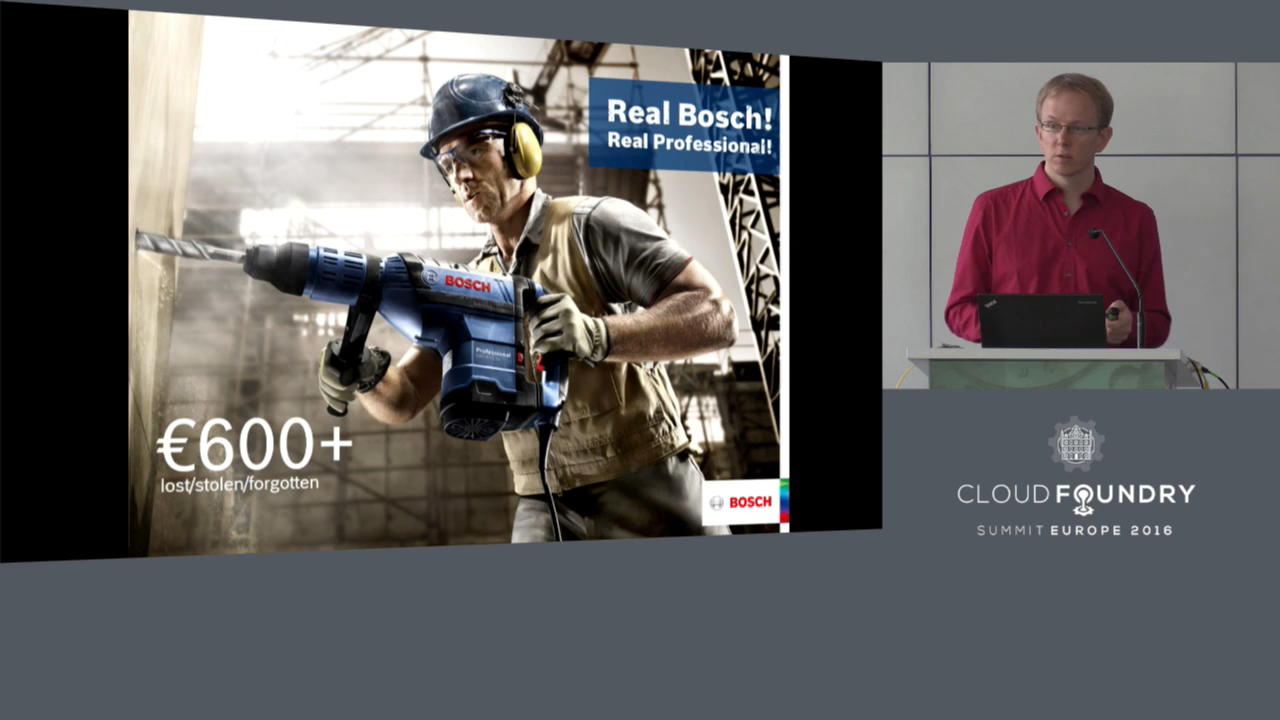 Real Bosch!
Real Professional!
BOSCH
Professional
€600+
lost/stolen/forgotten
BOSCH
CLOUD FOUNDRY
SUMMIT EUROPE 2016